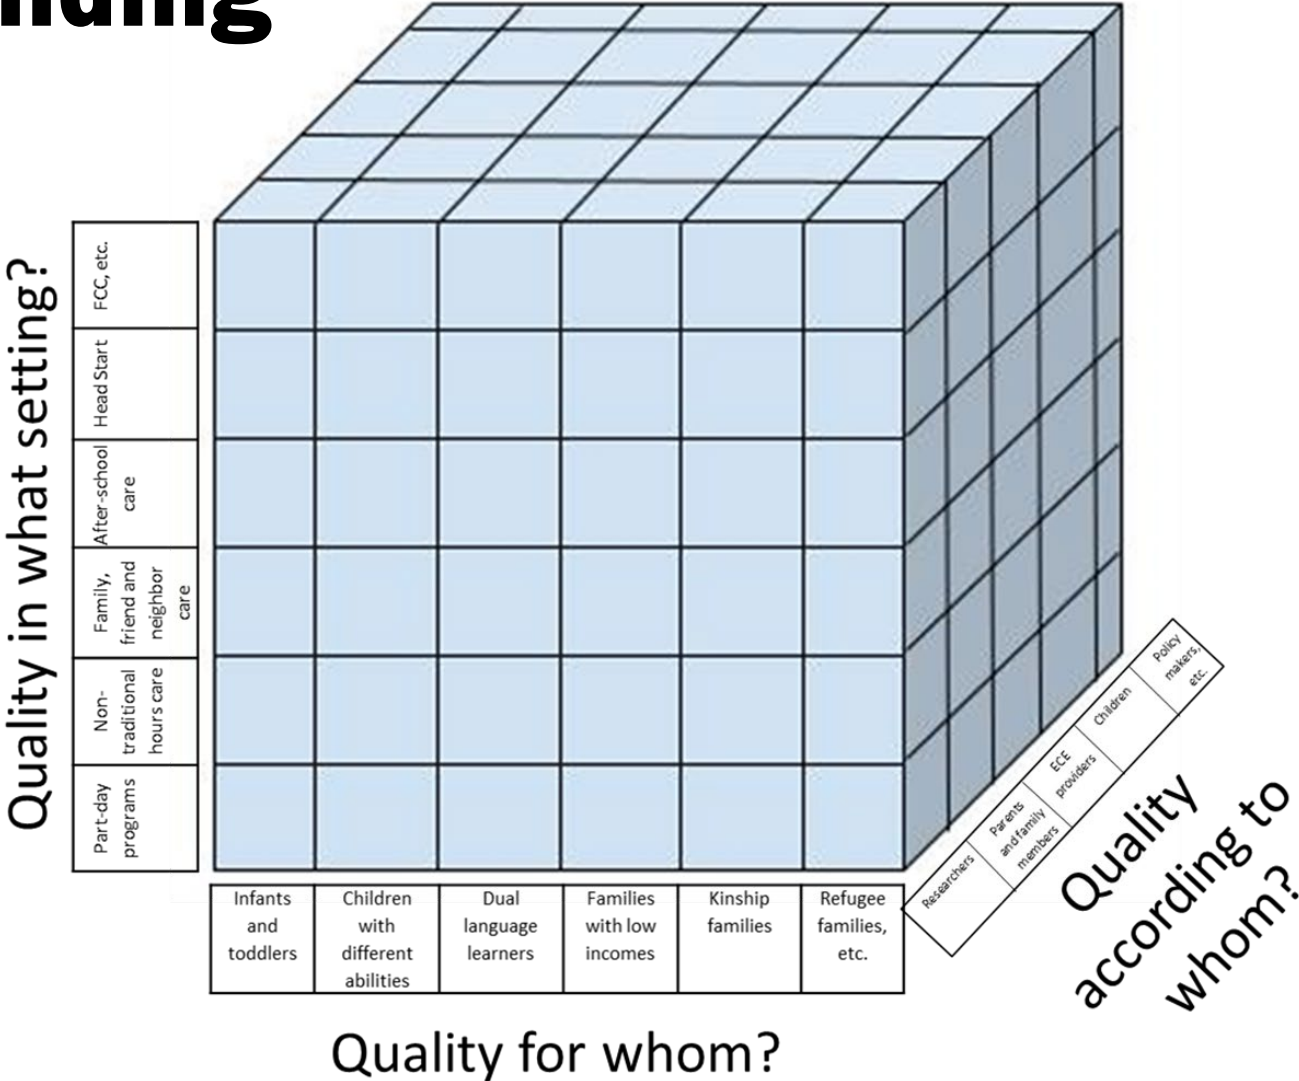 Quality in what setting?
FCC, etc.
Head Start
After-school
care
Family,
friend and
neighbor
care
Non-
traditional
hours care
Part-day
programs
Infants
and
toddlers
Children
with
different
abilities
Dual
language
learners
Families
with low
incomes
Kinship
families
Refugee
families,
etc.
Quality for whom?
Researchers
Parents
and family
members
ECE
providers
Children
Policy
makers,
etc.
Quality
according to
whom?